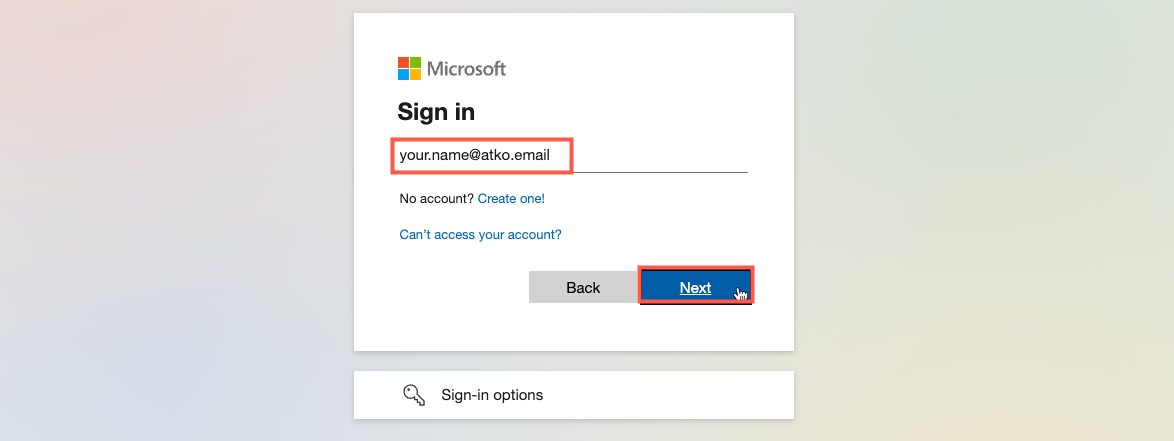 Microsoft
Sign in
your.name@atko.email
No account? Create one!
Can't access your account?
Back Next
Sign-in options